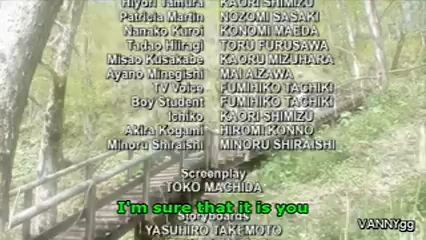 Hiyori Tamura KAORI SHIMIZU
Patricia Martin NOZOMI SASAKI
Nanako Kuroi KONOMI MAEDA
Tadao Hiiragi TORU FURUSAWA
Misao Kusakabe KAORU MIZUHARA
Ayano Minegishi MAI AIZAWA
TV Voice FUMIHIKO TACHIKI
Boy Student FUMIHIKO TACHIKI
Ichiko KAORI SHIMIZU
Akira Kogami HIROMI KONNO
Minoru Shiraishi MINORU SHIRAISHI
Screenplay
TOKO MACHIDA
I'm sure that it is you
Storyboards
YASUHIRO TAKEMOTO
VANNYgg